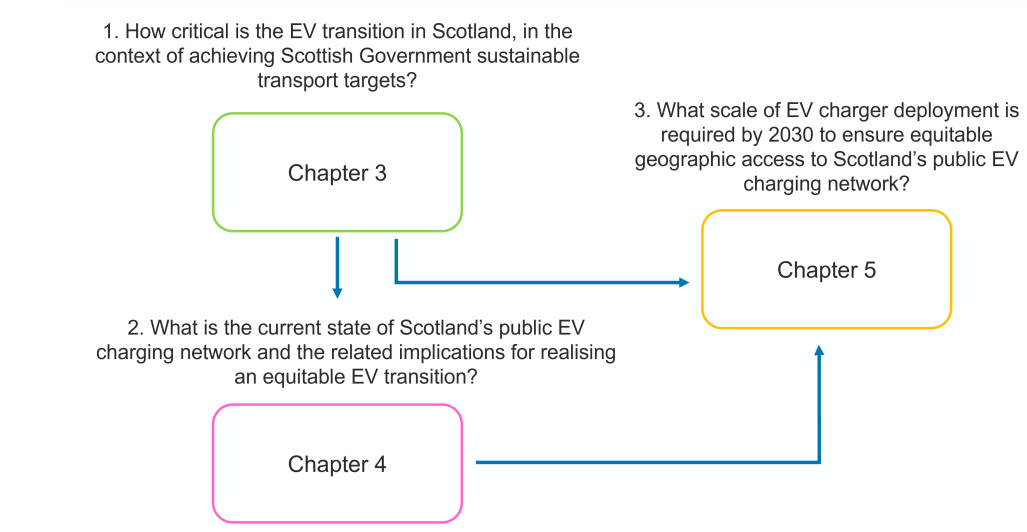 1. How critical is the EV transition in Scotland, in the
context of achieving Scottish Government sustainable
transport targets?
Chapter 3
3. What scale of EV charger deployment is
required by 2030 to ensure equitable
geographic access to Scotland’s public EV
charging network?
Chapter 5
2. What is the current state of Scotland’s public EV
charging network and the related implications for realising
an equitable EV transition?
Chapter 4